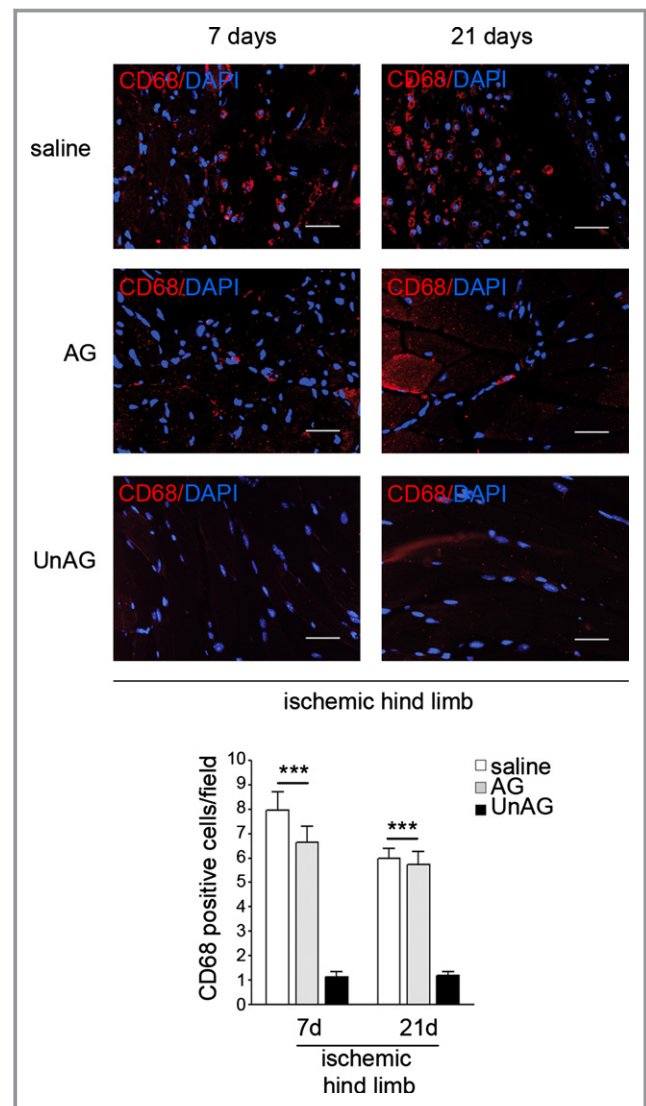 7 days 21 days
CD68/DAPI CD68/DAPI
saline
CD68/DAPI CD68/DAPI
AG
CD68/DAPI CD68/DAPI
UnAG
ischemic hind limb
CD68 positive cells/field
10
9
8
7
6
5
4
3
2
1
0
*** ***
saline
AG
UnAG
7d 21d
ischemic
hind limb